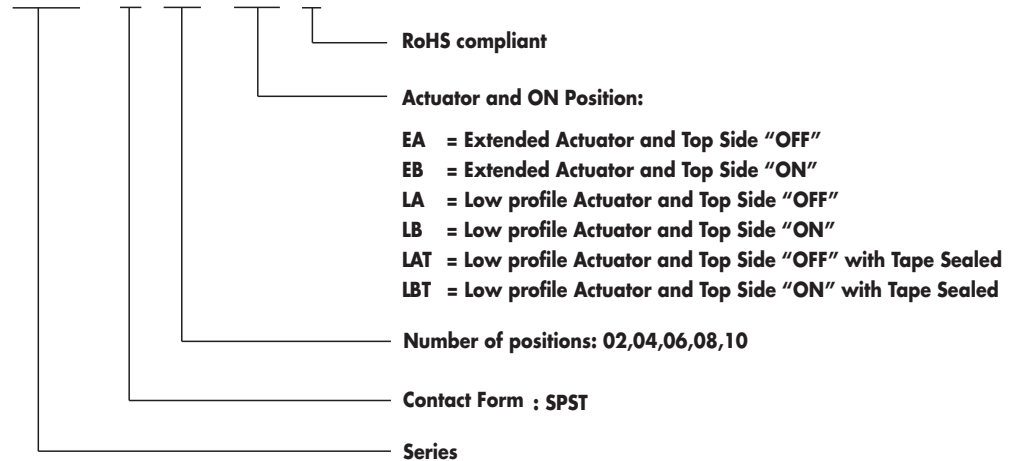 RoHS compliant
Actuator and ON Position:
EA = Extended Actuator and Top Side “OFF”
EB = Extended Actuator and Top Side “ON”
LA = Low profile Actuator and Top Side “OFF”
LB = Low profile Actuator and Top Side “ON”
LAT = Low profile Actuator and Top Side “OFF” with Tape Sealed
LBT = Low profile Actuator and Top Side “ON” with Tape Sealed
Number of positions: 02,04,06,08,10
Contact Form : SPST
Series